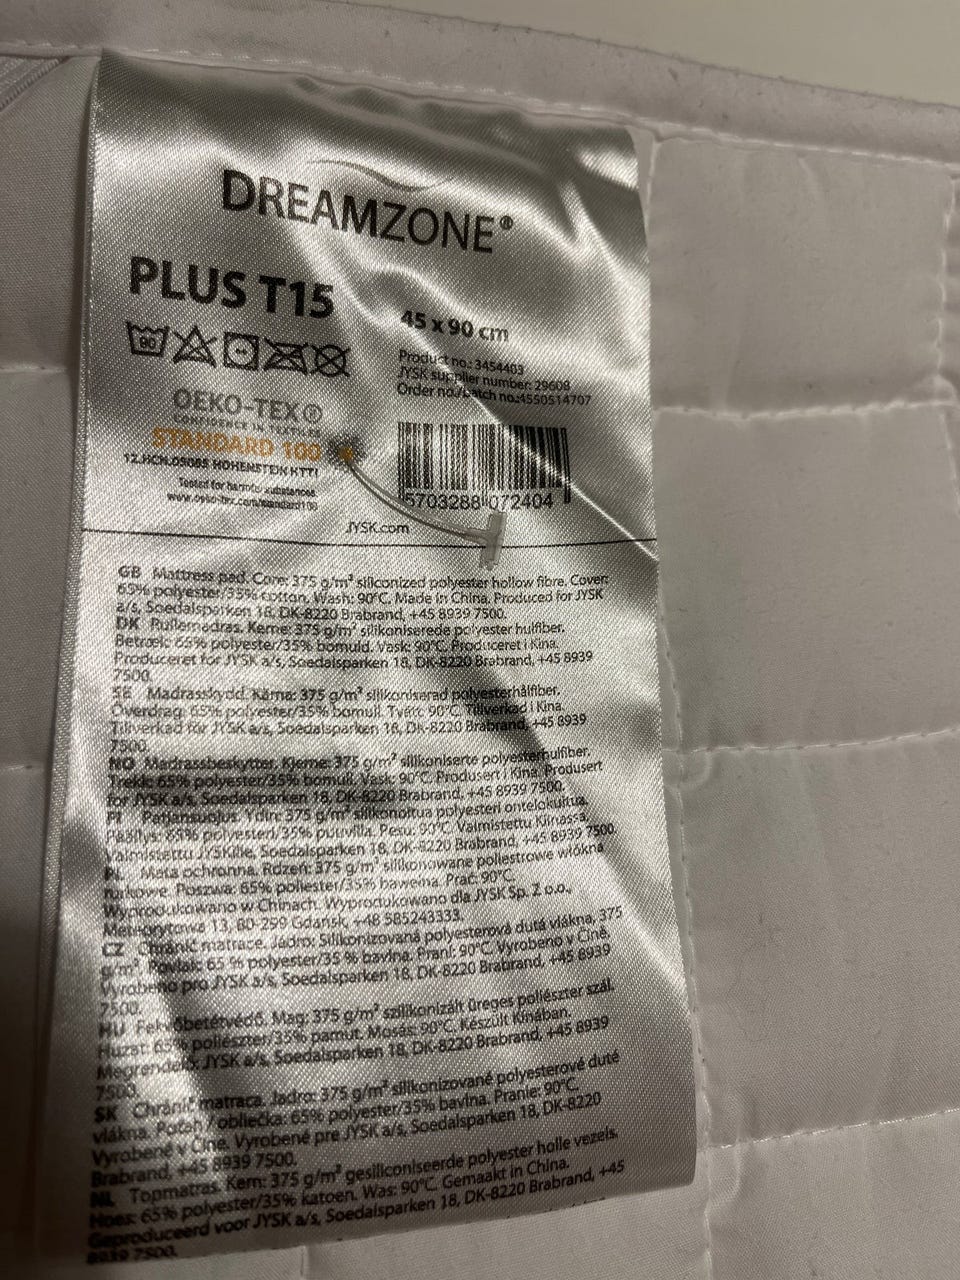 DREAMZONE®
PLUS T15
45 x 90 cm
90
Product no.: 3454403
JYSK supplier number: 29608
Order no./batch no.:4550514707
OEKO-TEX®
CONFIDENCE IN TEXTILES
STANDARD 100
12.HCN.05085 HOHENSTEIN HTTI
Tested for harmful substances.
www.oeko-tex.com/standard100
5703288 072404
JYSK.com
GB Mattress pad. Core: 375 g/m² siliconized polyester hollow fibre. Cover:
65% polyester/35% cotton. Wash: 90°C. Made in China. Produced for JYSK
a/s, Soedalsparken 18, DK-8220 Brabrand, +45 8939 7500.
DK Rullemadras. Kerne: 375 g/m² silikoniserede polyester hulfiber.
Betræk: 65% polyester/35% bomuld. Vask: 90°C. Produceret i Kina.
Produceret for JYSK a/s, Soedalsparken 18, DK-8220 Brabrand, +45 8939
7500.
SE Madrasskydd. Kärna: 375 g/m² silikoniserad polyesterhålfiber.
Överdrag: 65% polyester/35% bomull. Tvätt: 90°C. Tillverkad i Kina.
Tillverkad för JYSK a/s, Soedalsparken 18, DK-8220 Brabrand, +45 8939
7500.
NO Madrassbeskytter. Kjerne: 375 g/m² silikoniserte polyesterhulfiber.
Trekk: 65% polyester/35% bomull. Vask: 90°C. Produsert i Kina. Produsert
for JYSK a/s, Soedalsparken 18, DK-8220 Brabrand, +45 8939 7500.
FI Patjansuojus. Ydin: 375 g/m² silikonoitua polyesteri ontelokuitua.
Päällys: 65% polyesteri/35% puuvilla. Pesu: 90°C. Valmistettu Kiinassa.
Valmistettu JYSKille, Soedalsparken 18, DK-8220 Brabrand, +45 8939 7500.
PL Mata ochronna. Rdzeń: 375 g/m² silikonowane poliestrowe włókna
rurkowe. Poszwa: 65% poliester/35% bawełna. Prać: 90°C.
Wyprodukowano w Chinach. Wyprodukowano dla JYSK Sp. Z o.o.,
Meteorytowa 13, 80-299 Gdańsk, +48 585243333.
CZ Chránič matrace. Jádro: Silikonizovaná polyesterová dutá vlákna, 375
g/m². Povlak: 65 % polyester/35 % bavlna. Praní: 90°C. Vyrobeno v Číně.
Vyrobeno pro JYSK a/s, Soedalsparken 18, DK-8220 Brabrand, +45 8939
7500.
HU Fekvőbetétvédő. Mag: 375 g/m² szilikonizált üreges poliészter szál.
Huzat: 65% poliészter/35% pamut. Mosás: 90°C. Készült Kínában.
Megrendelő: JYSK a/s, Soedalsparken 18, DK-8220 Brabrand, +45 8939
7500.
SK Chránič matraca. Jadro: 375 g/m² silikonizované polyesterové duté
vlákna. Poťah / obliečka: 65% polyester/35% bavlna. Pranie: 90°C.
Vyrobené v Číne. Vyrobené pre JYSK a/s, Soedalsparken 18, DK-8220
Brabrand, +45 8939 7500.
NL Topmatras. Kern: 375 g/m² gesiliconiseerde polyester holle vezels.
Hoes: 65% polyester/35% katoen. Was: 90°C. Gemaakt in China.
Geproduceerd voor JYSK a/s, Soedalsparken 18, DK-8220 Brabrand, +45
8939 7500.